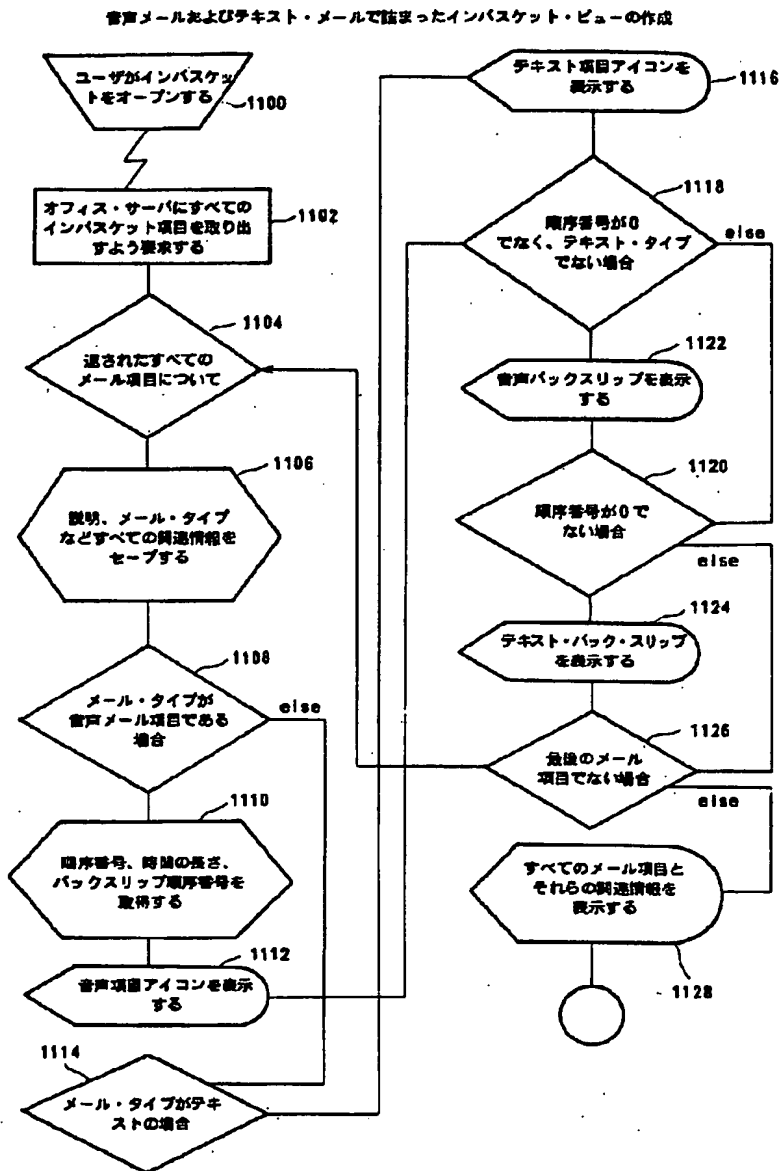 音声メールおよびテキスト・メールで詰まったインバスケット・ビューの作成
ユーザがインバスケッ
トをオープンする
1100
オフィス・サーバにすべての
インバスケット項目を取り出
すよう要求する
1102
1104
返されたすべての
メール項目について
1106
説明、メール・タイプ
などすべての関連情報を
セーブする
1108
メール・タイプが
音声メール項目である
場合
else
1110
順序番号、時間の長さ、
バックスリップ順序番号を
取得する
1112
音声項目アイコンを表示
する
1114
メール・タイプがテキ
ストの場合
テキスト項目アイコンを
表示する
1116
1118
順序番号が0
でなく、テキスト・タイプ
でない場合
else
1122
音声バックスリップを表示
する
1120
順序番号が0で
ない場合
else
1124
テキスト・バック・スリップ
を表示する
1126
最後のメール
項目でない場合
else
すべてのメール項目と
それらの関連情報を
表示する
1128